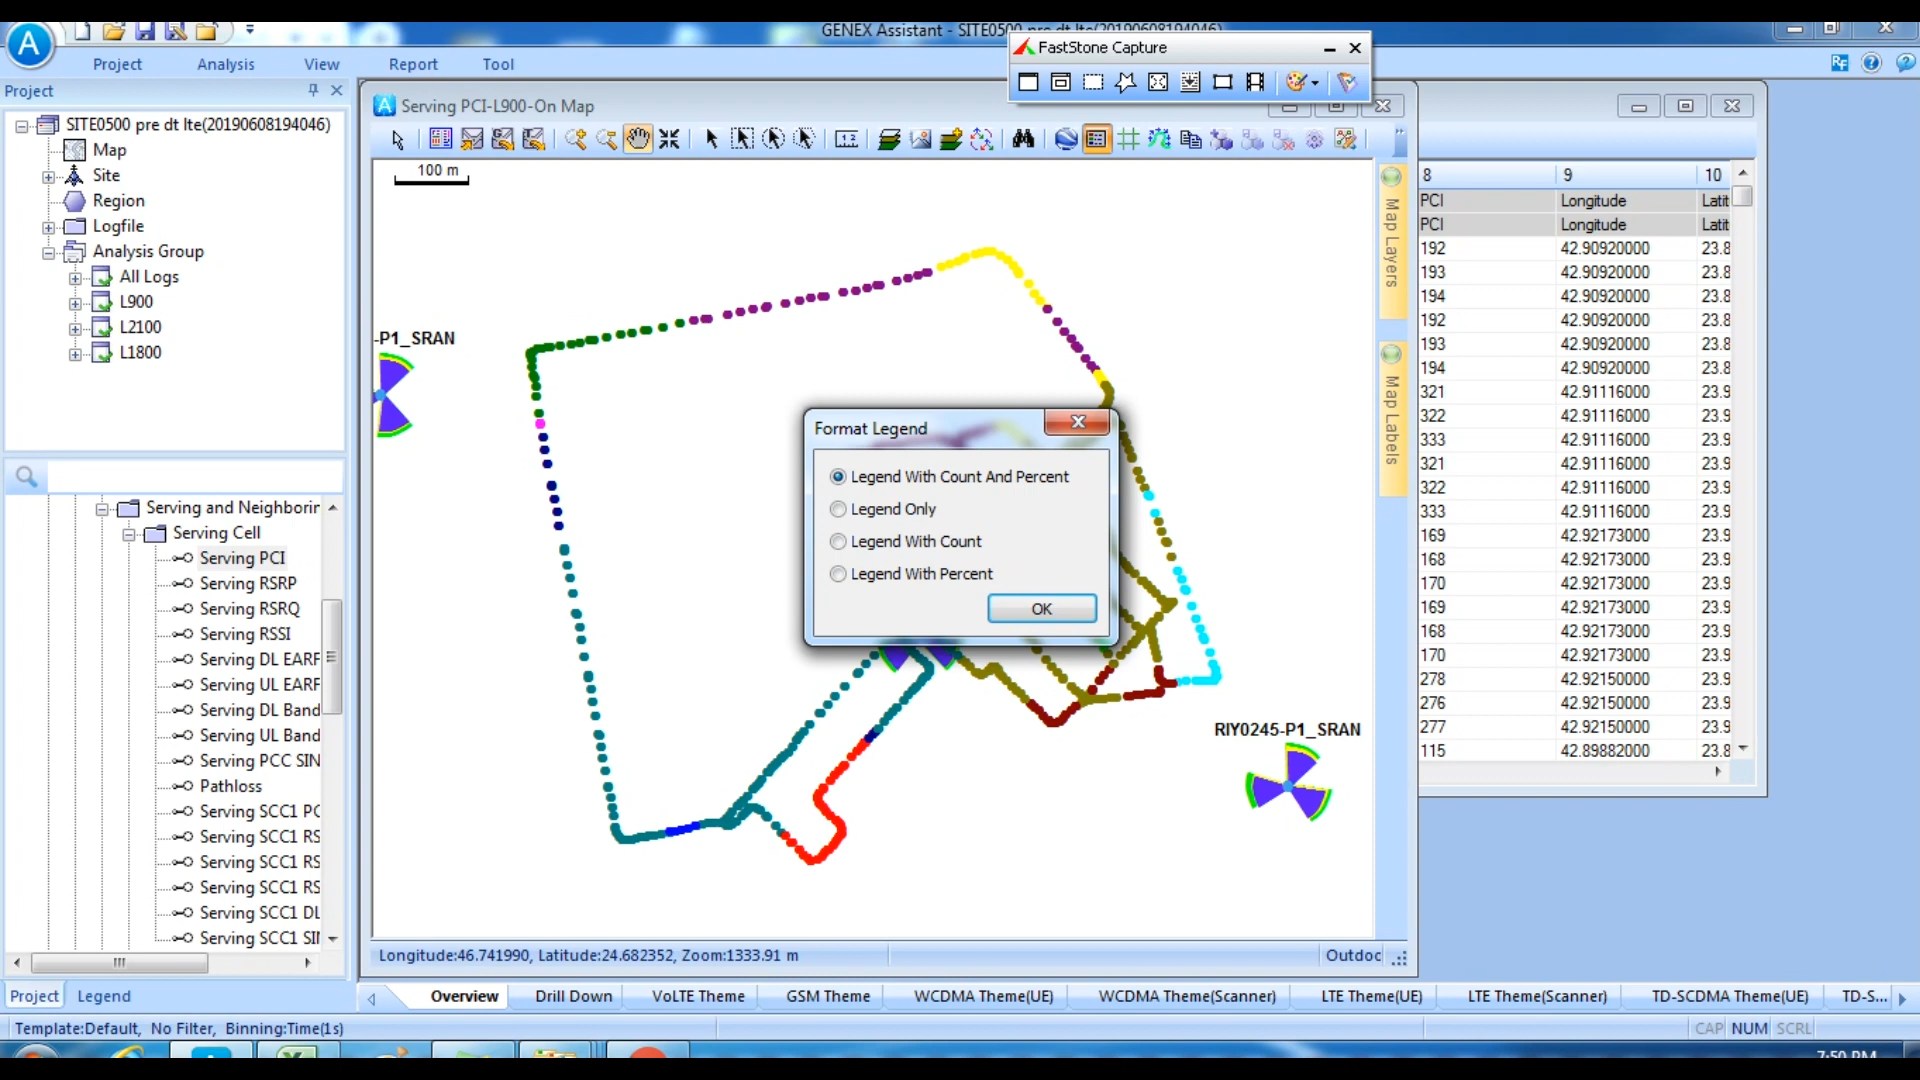 GENEX Assistant - SITE0500 pre dt lte(20190608194046)
FastStone Capture
Project Analysis View Report Tool
Project
SITE0500 pre dt lte(20190608194046)
Map
Site
Region
Logfile
Analysis Group
All Logs
L900
L2100
L1800
Serving and Neighborin
Serving Cell
Serving PCI
Serving RSRP
Serving RSRQ
Serving RSSI
Serving DL EARF
Serving UL EARF
Serving DL Band
Serving UL Band
Serving PCC SIN
Pathloss
Serving SCC1 PC
Serving SCC1 RS
Serving SCC1 RS
Serving SCC1 RS
Serving SCC1 DL
Serving SCC1 SIN
Project Legend
Serving PCI-L900-On Map
100 m
-P1_SRAN
RIY0245-P1_SRAN
Map Layers
Map Labels
Format Legend
Legend With Count And Percent
Legend Only
Legend With Count
Legend With Percent
OK
8 9 10
PCI Longitude Latit
PCI Longitude Latit
192 42.90920000 23.8
193 42.90920000 23.8
194 42.90920000 23.8
192 42.90920000 23.8
193 42.90920000 23.8
194 42.90920000 23.8
321 42.91116000 23.9
322 42.91116000 23.9
333 42.91116000 23.9
321 42.91116000 23.9
322 42.91116000 23.9
333 42.91116000 23.9
169 42.92173000 23.9
168 42.92173000 23.9
170 42.92173000 23.9
169 42.92173000 23.9
168 42.92173000 23.9
170 42.92173000 23.9
278 42.92150000 23.9
276 42.92150000 23.9
277 42.92150000 23.9
115 42.89882000 23.8
Longitude:46.741990, Latitude:24.682352, Zoom:1333.91 m
Outdoc
Overview Drill Down VoLTE Theme GSM Theme WCDMA Theme(UE) WCDMA Theme(Scanner) LTE Theme(UE) LTE Theme(Scanner) TD-SCDMA Theme(UE) TD-S...
Template:Default, No Filter, Binning:Time(1s)
CAP NUM SCRL
7:50 PM